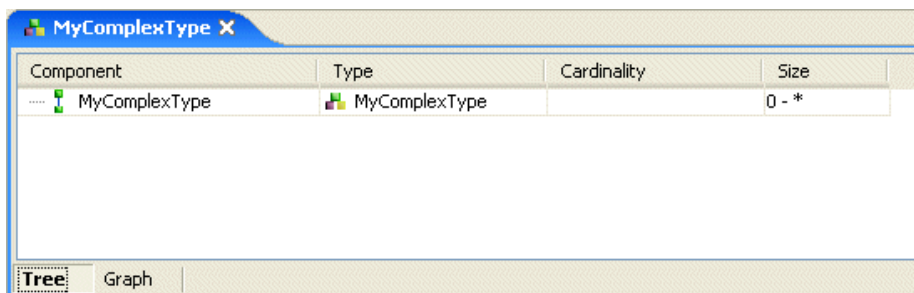 MyComplexType
Component Type Cardinality Size
MyComplexType MyComplexType 0 - *
Tree Graph